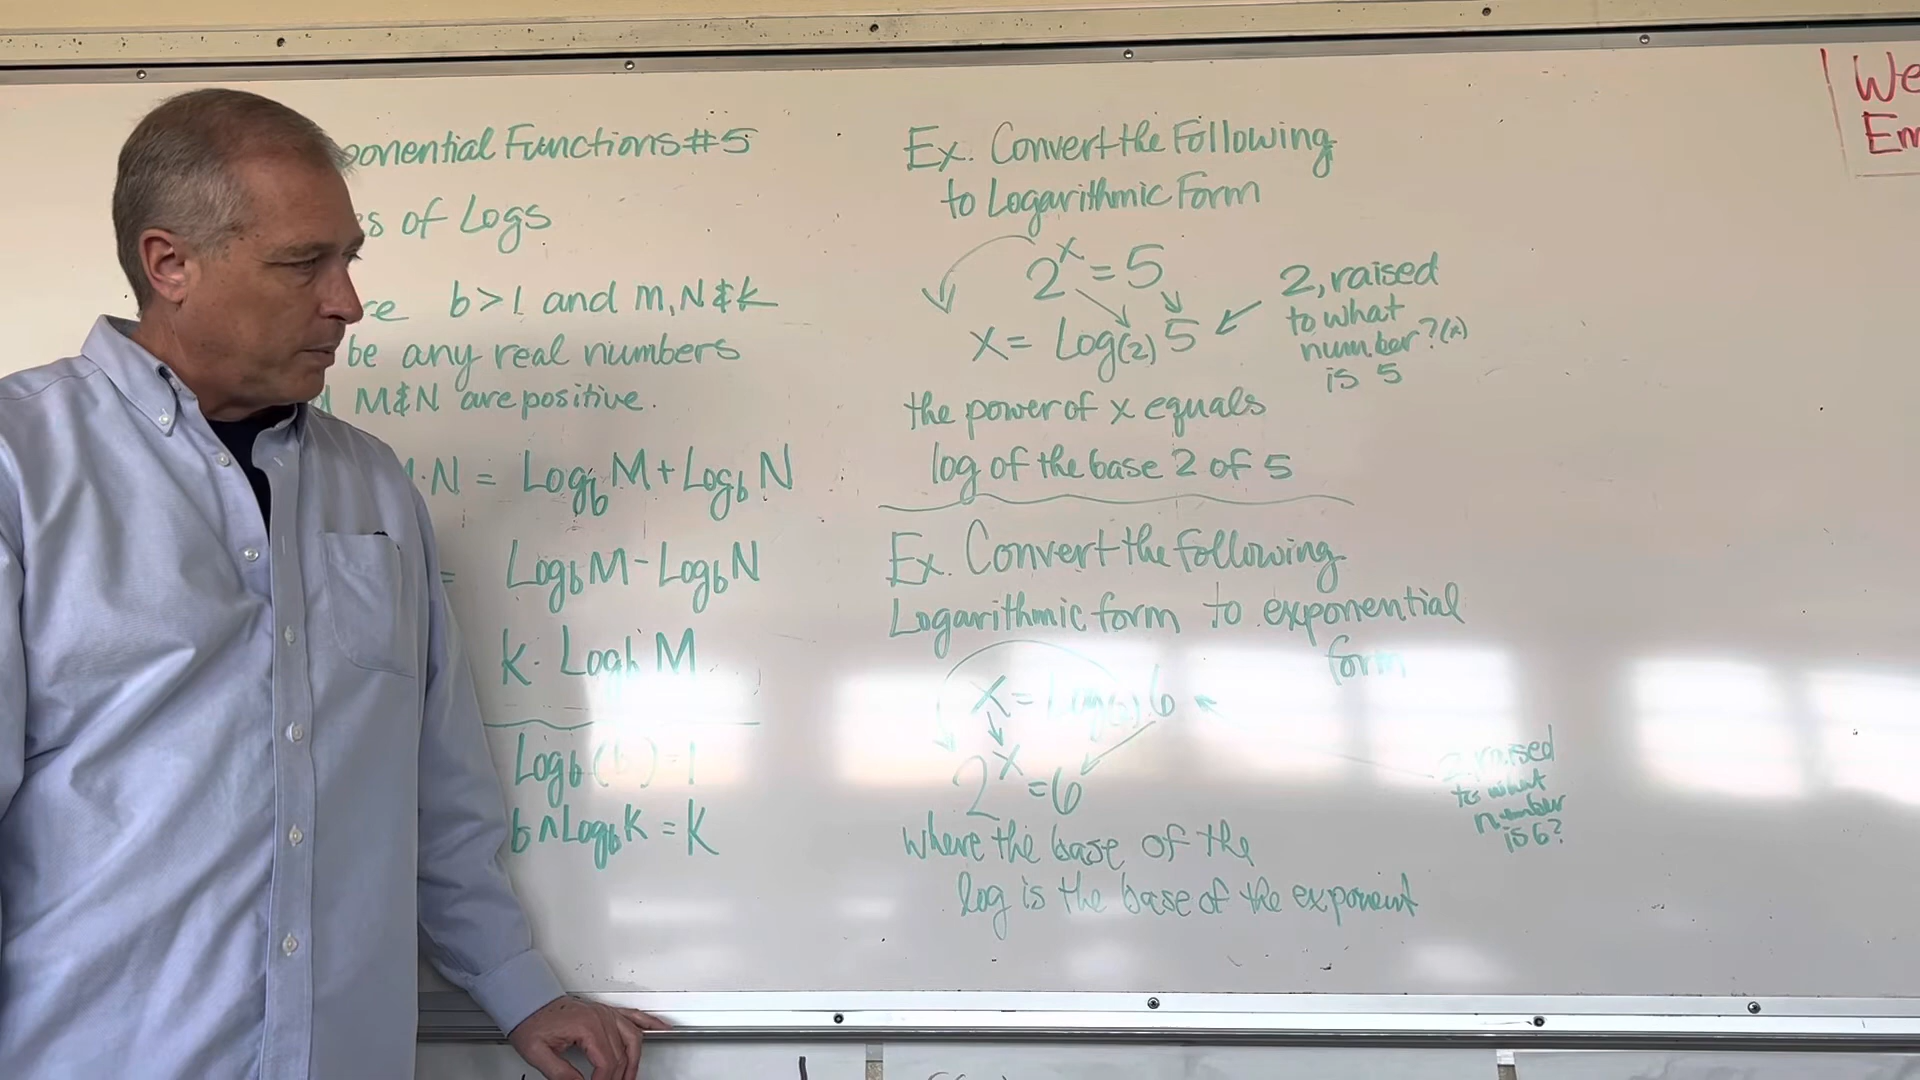 ponential Functions #5
s of Logs
re b>1 and m,N & K
be any real numbers
M&N are positive.
·N = Log_b M + Log_b N
= Log_b M - Log_b N
K · Log_b M
Log_b (b) = 1
b ^ Log_b K = K
Ex. Convert the Following
to Logarithmic Form
2^x = 5
x = Log(2) 5
2, raised
to what
number? (x)
is 5
the power of x equals
log of the base 2 of 5
Ex. Convert the following
Logarithmic form to exponential
form
x = Log(2) 6
2^x = 6
2, raised
to what
number
is 6?
where the base of the
log is the base of the exponent
We
Em